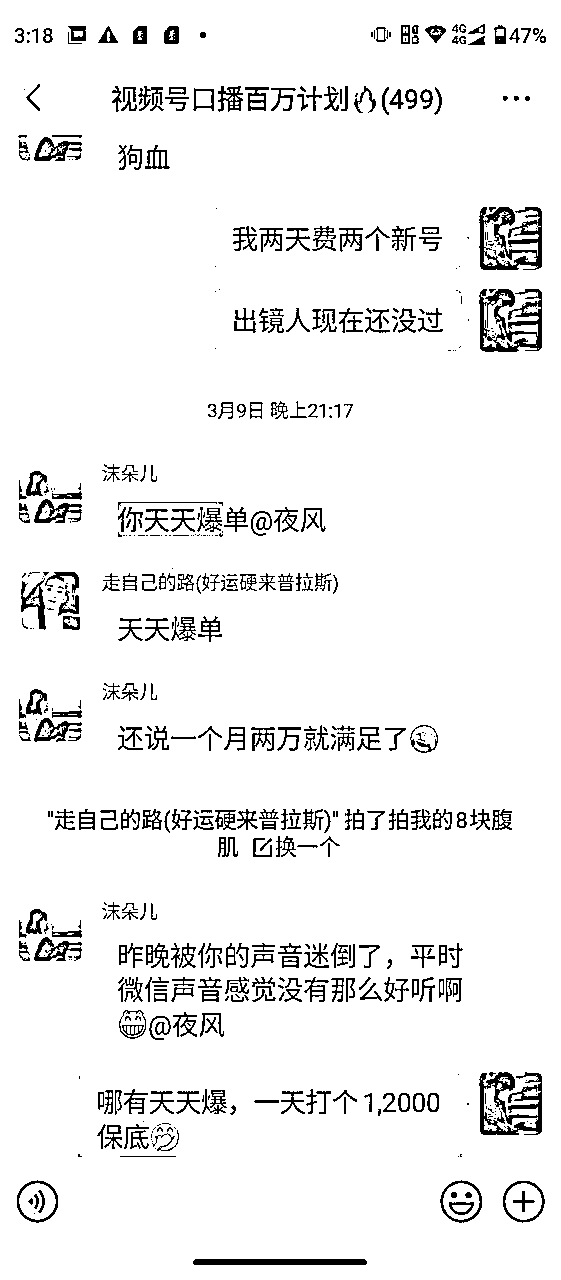 3:18
4G
4G
47%
视频号口播百万计划🔥(499)
狗血
我两天费两个新号
出镜人现在还没过
3月9日 晚上21:17
沫朵儿
你天天爆单@夜风
走自己的路(好运硬来普拉斯)
天天爆单
沫朵儿
还说一个月两万就满足了
"走自己的路(好运硬来普拉斯)" 拍了拍我的8块腹
肌 换一个
沫朵儿
昨晚被你的声音迷倒了，平时
微信声音感觉没有那么好听啊
😁@夜风
哪有天天爆，一天打个1,2000
保底🤭